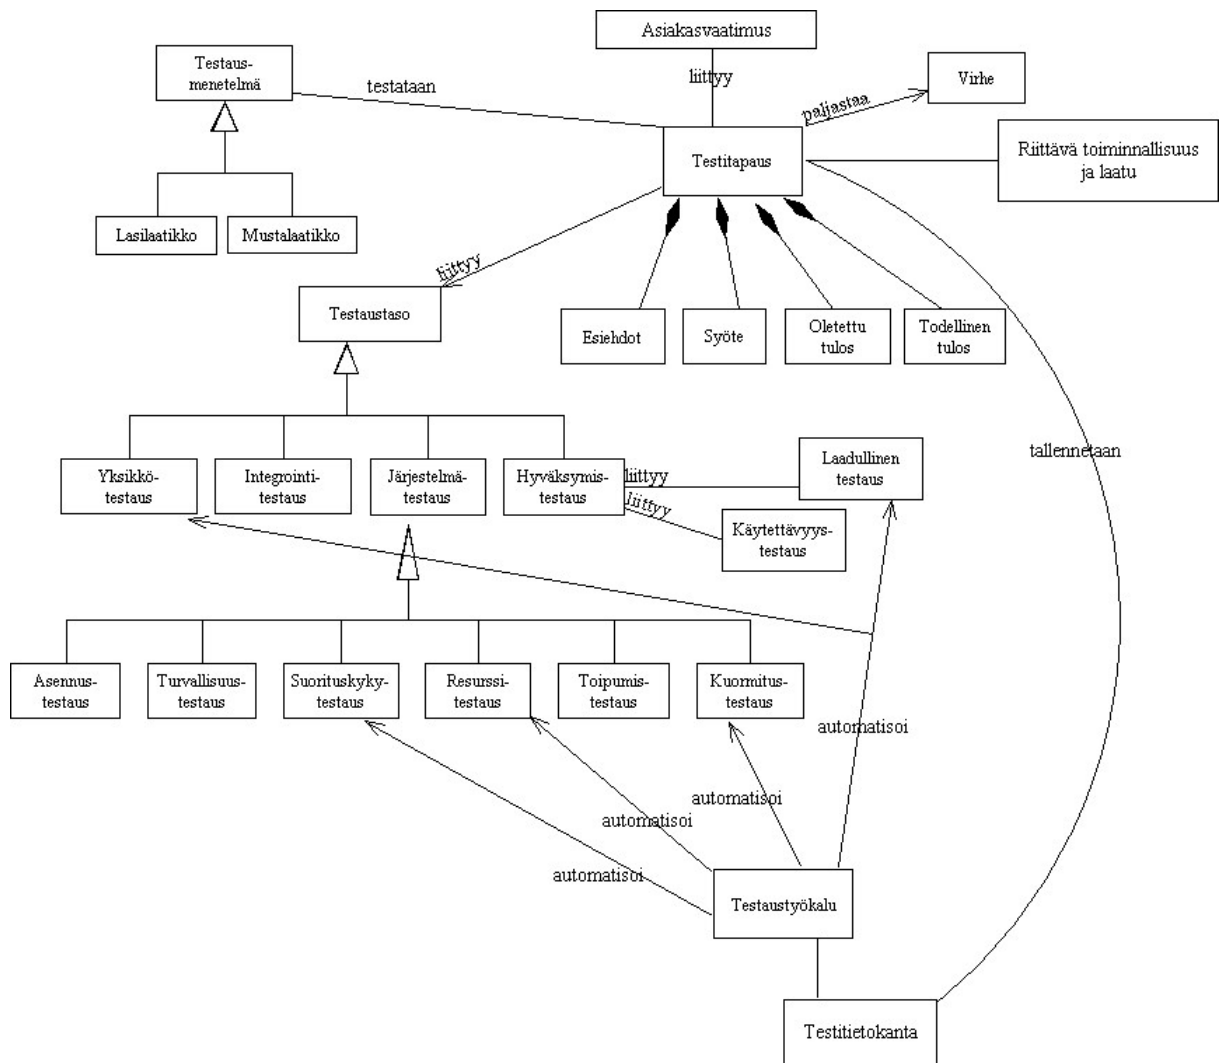 Asiakasvaatimus
Testaus-
menetelmä
testataan
liittyy
paljastaa
Virhe
Testitapaus
Riittävä toiminnallisuus
ja laatu
Lasilaatikko
Mustalaatikko
liittyy
Testaustaso
Esiehdot
Syöte
Oletettu
tulos
Todellinen
tulos
Yksikkö-
testaus
Integrointi-
testaus
Järjestelmä-
testaus
Hyväksymis-
testaus
liittyy
liittyy
Laadullinen
testaus
Käytettävyys-
testaus
tallennetaan
Asennus-
testaus
Turvallisuus-
testaus
Suorituskyky-
testaus
Resurssi-
testaus
Toipumis-
testaus
Kuormitus-
testaus
automatisoi
automatisoi
automatisoi
automatisoi
Testaustyökalu
Testitietokanta